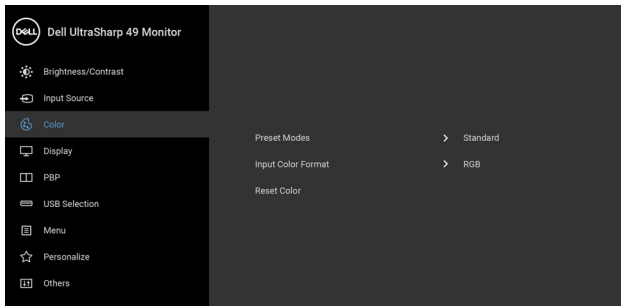 DELL Dell UltraSharp 49 Monitor
Brightness/Contrast
Input Source
Color
Display
PBP
USB Selection
Menu
Personalize
Others
Preset Modes > Standard
Input Color Format > RGB
Reset Color